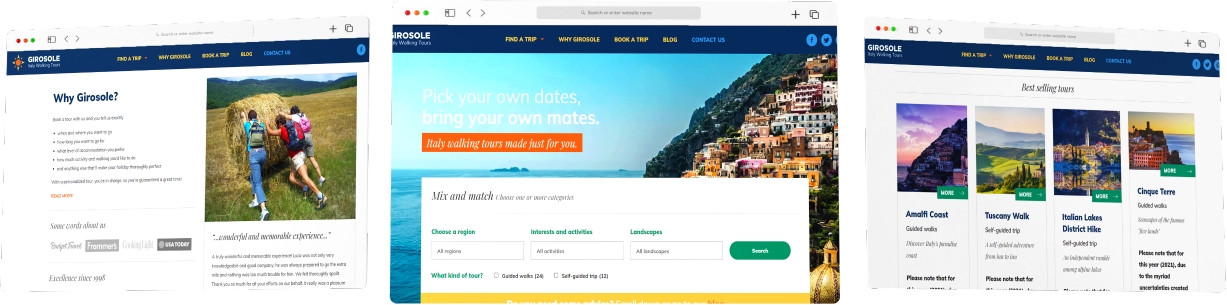 Search or enter website name
GIROSOLE
Italy Walking Tours
FIND A TRIP
WHY GIROSOLE
BOOK A TRIP
BLOG
CONTACT US
Why Girosole?
Book a tour with us and you tell us exactly
when and where you want to go
how long you want to go for
what level of accommodation you prefer
how much activity and walking you'd like to do
and anything else that'll make your holiday thoroughly perfect
With a personalized tour, you're in charge, so you're guaranteed a great time!
READ MORE
Some words about us
Budget Travel
Frommers
Cooking Light
USA TODAY
Excellence since 1998
"...wonderful and memorable experience..."
A truly wonderful and memorable experience! Luca was not only very
knowledgeable and good company, he was always prepared to go the extra
mile and nothing was too much trouble for him. We felt thoroughly spoilt.
Thank you so much for all your efforts on our behalf. It really was a pleasure
Search or enter website name
GIROSOLE
Italy Walking Tours
FIND A TRIP
WHY GIROSOLE
BOOK A TRIP
BLOG
CONTACT US
Pick your own dates,
bring your own mates.
Italy walking tours made just for you.
Mix and match Choose one or more categories
Choose a region
Interests and activities
Landscapes
All regions
All activities
All landscapes
Search
What kind of tour?
Guided walks (24)
Self-guided trip (12)
Search or enter website name
GIROSOLE
Italy Walking Tours
FIND A TRIP
WHY GIROSOLE
BOOK A TRIP
BLOG
CONTACT US
Best selling tours
MORE
Amalfi Coast
Guided walks
Discover Italy's paradise
coast
Please note that for
MORE
Tuscany Walk
Self-guided trip
A self-guided adventure
from inn to inn
Please note that for
MORE
Italian Lakes
District Hike
Self-guided trip
An independent ramble
among alpine lakes
Please note that for
MORE
Cinque Terre
Guided walks
Seascapes of the famous
'five lands'
Please note that for
this year (2021), due
to the myriad
uncertainties created